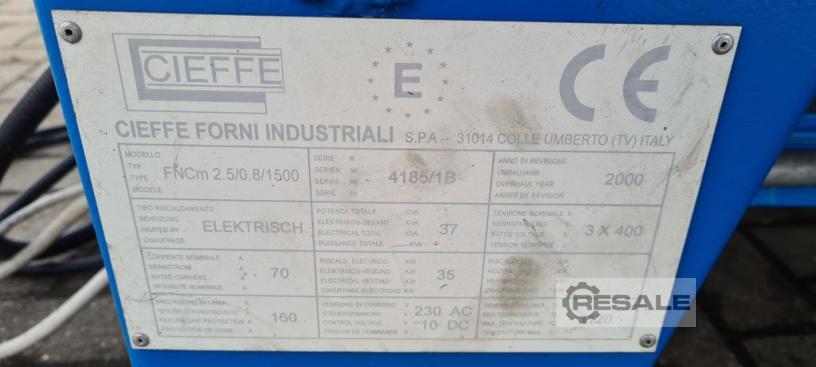 CIEFFE
E
CE
CIEFFE FORNI INDUSTRIALI S.P.A – 31014 COLLE UMBERTO (TV) ITALY
MODELLO
TYP
TYPE
MODELE
FNCm 2.5/0.8/1500
SERIE Nr
SERIEN Nr
SERIAL Nr
SERIE Nr
4185/1B
ANNO DI REVISIONE
UMBAUJAHR
OVERHAUL YEAR
ANNEE DE REVISION
2000
TIPO RISCALDAMENTO
BEHEIZUNG
HEATED BY
CHAUFFAGE
ELEKTRISCH
POTENZA TOTALE KVA
ELEKTRISCH-GESAMT KVA
ELECTRICAL TOTAL KVA
PUISSANCE TOTALE KVA
37
TENSIONE NOMINALE V
NENNSPANNUNG V
RATED VOLTAGE V
TENSION NOMINALE
3 X 400
CORRENTE NOMINALE A
NENNSTROM A
RATED CURRENT A
INTENSITE NOMINALE A
70
RISCALD. ELETTRICO KW
ELEKTRISCH HEIZUNG KW
ELECTRICAL HEATING KW
CHAUFFAGE ELECTRIQUE KW
35
160
TENSIONE DI COMANDO V
STEUERSPANNUNG V
CONTROL VOLTAGE V
TENSION DE COMMANDE V
230 AC
10 DC
RESALE